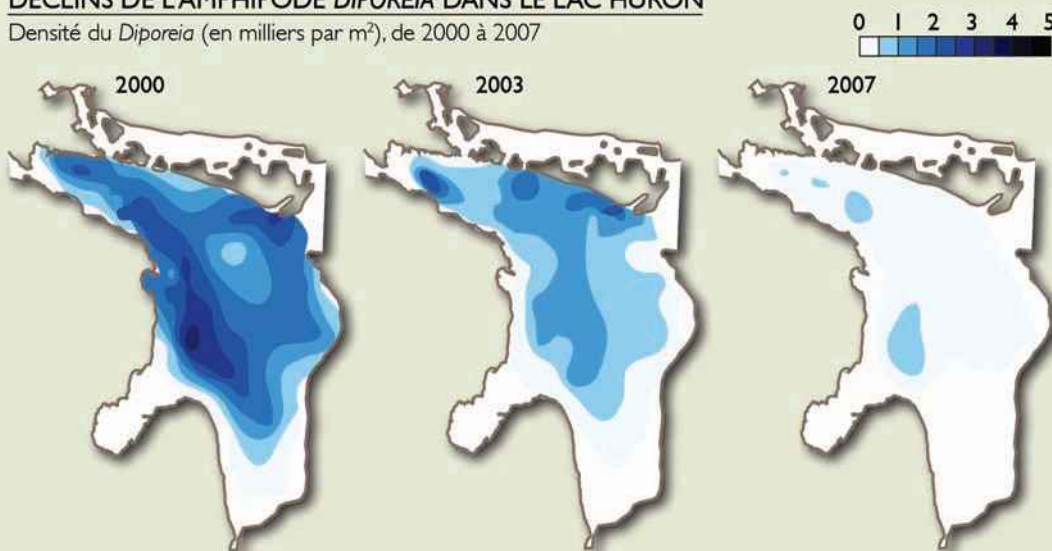 DÉCLINS DE L'AMPHIPODE DIPOREIA DANS LE LAC HURON
Densité du Diporeia (en milliers par m²), de 2000 à 2007
0 1 2 3 4 5
2000 2003 2007